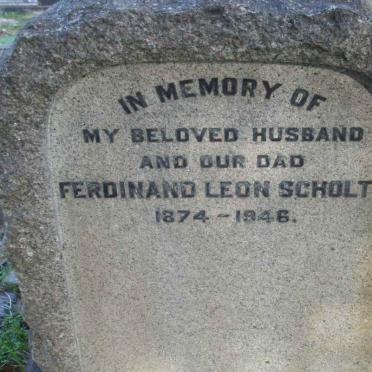 IN MEMORY OF
MY BELOVED HUSBAND
AND OUR DAD
FERDINAND LEON SCHOLT
1874 - 1946.